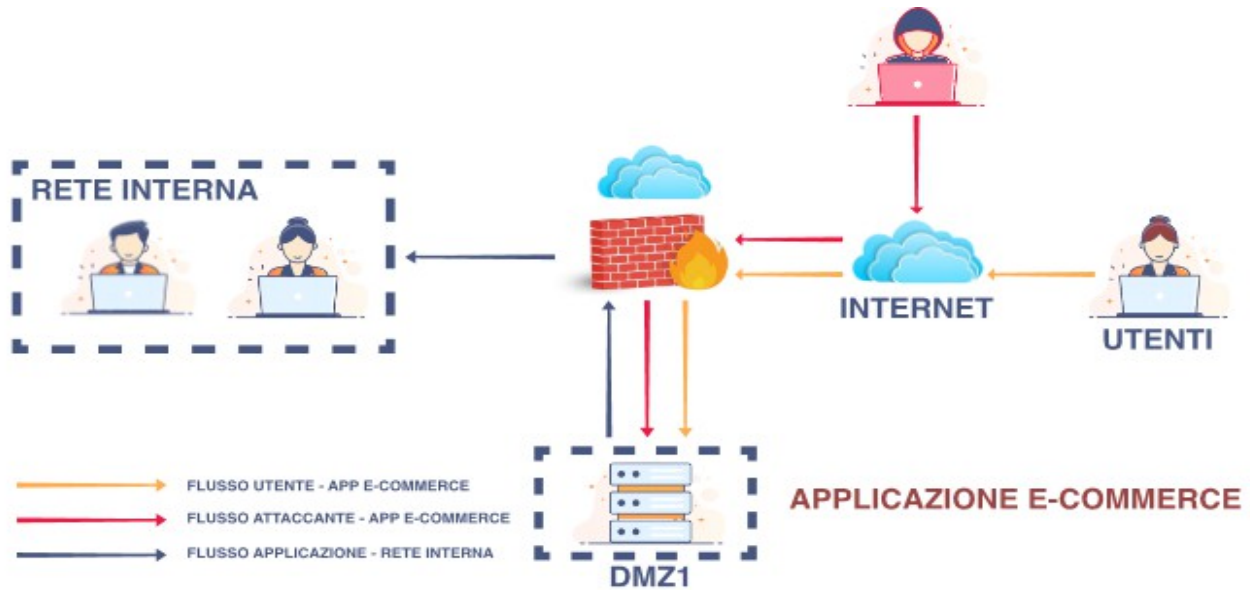 RETE INTERNA
INTERNET
UTENTI
FLUSSO UTENTE - APP E-COMMERCE
FLUSSO ATTACCANTE - APP E-COMMERCE
FLUSSO APPLICAZIONE - RETE INTERNA
DMZ1
APPLICAZIONE E-COMMERCE